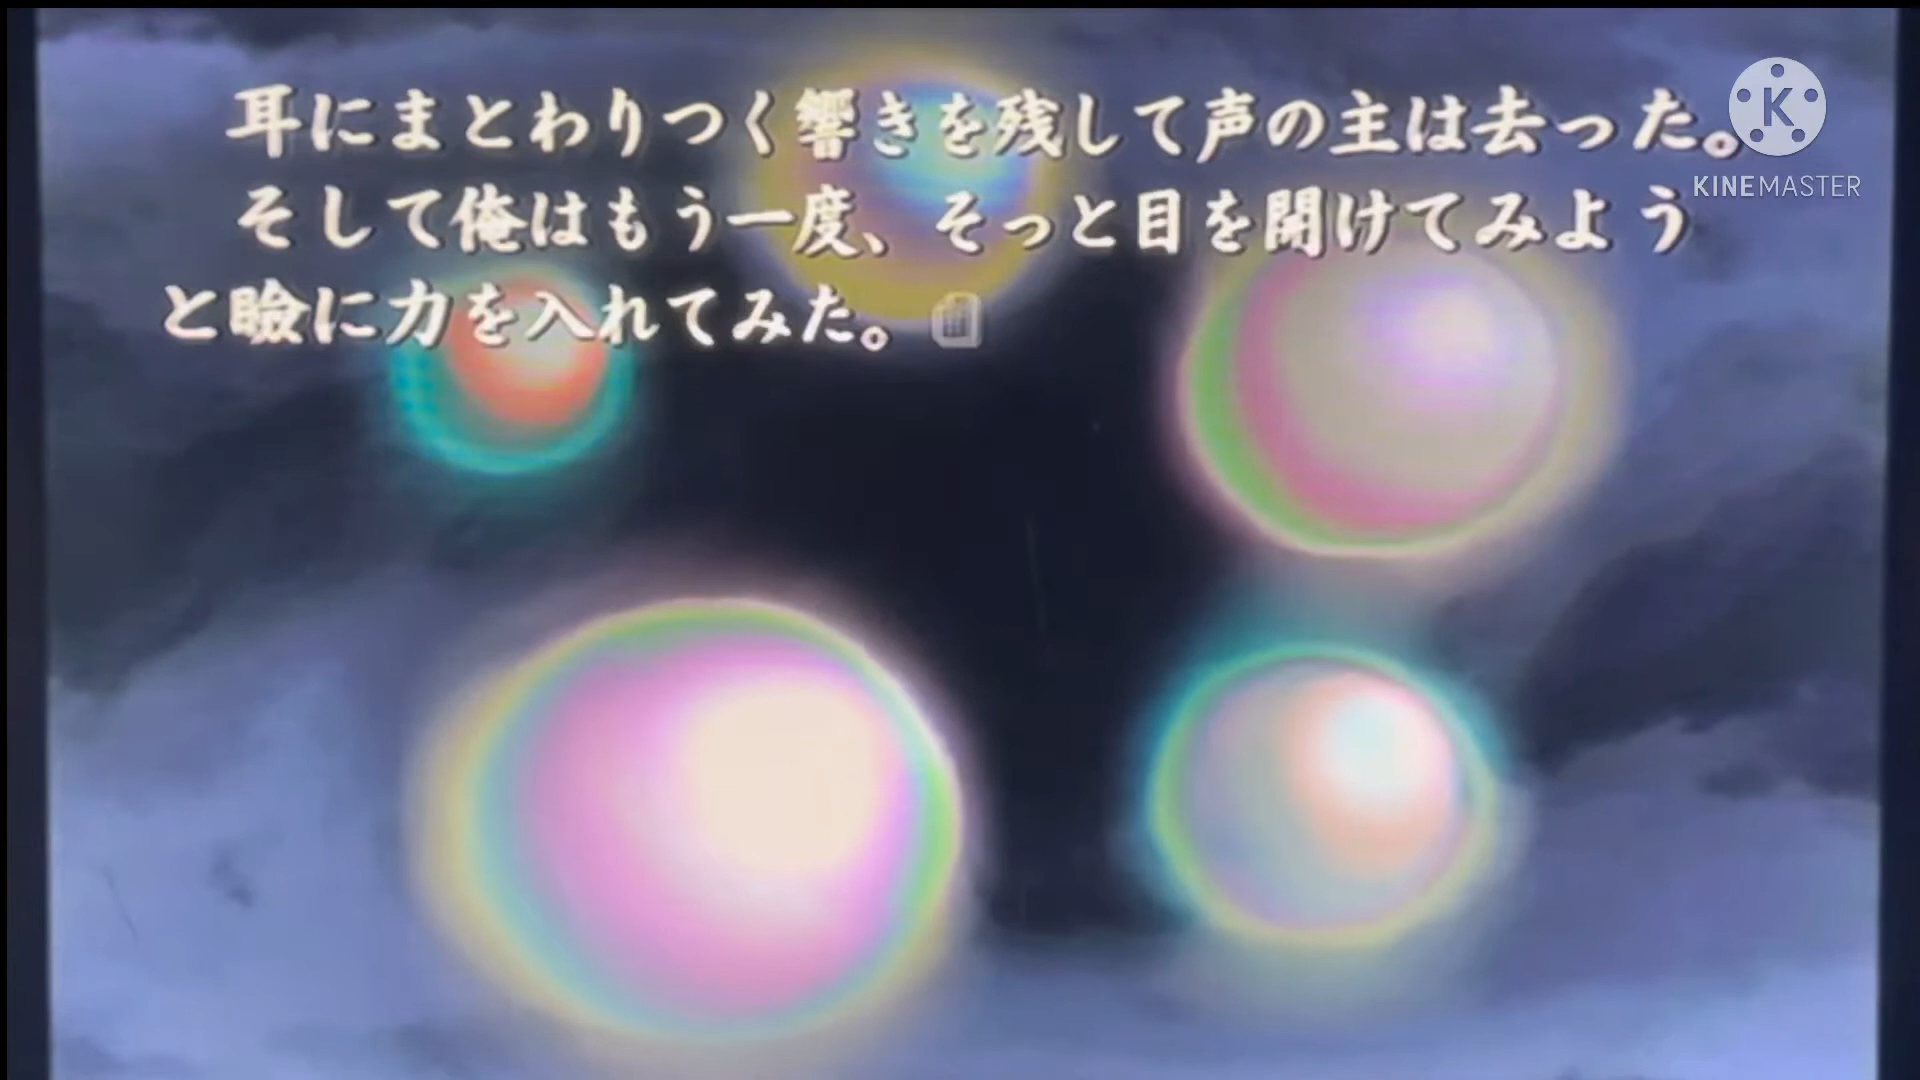 耳にまとわりつく響きを残して声の主は去った。
そして俺はもう一度、そっと目を開けてみよう
と瞼に力を入れてみた。
K
KINEMASTER